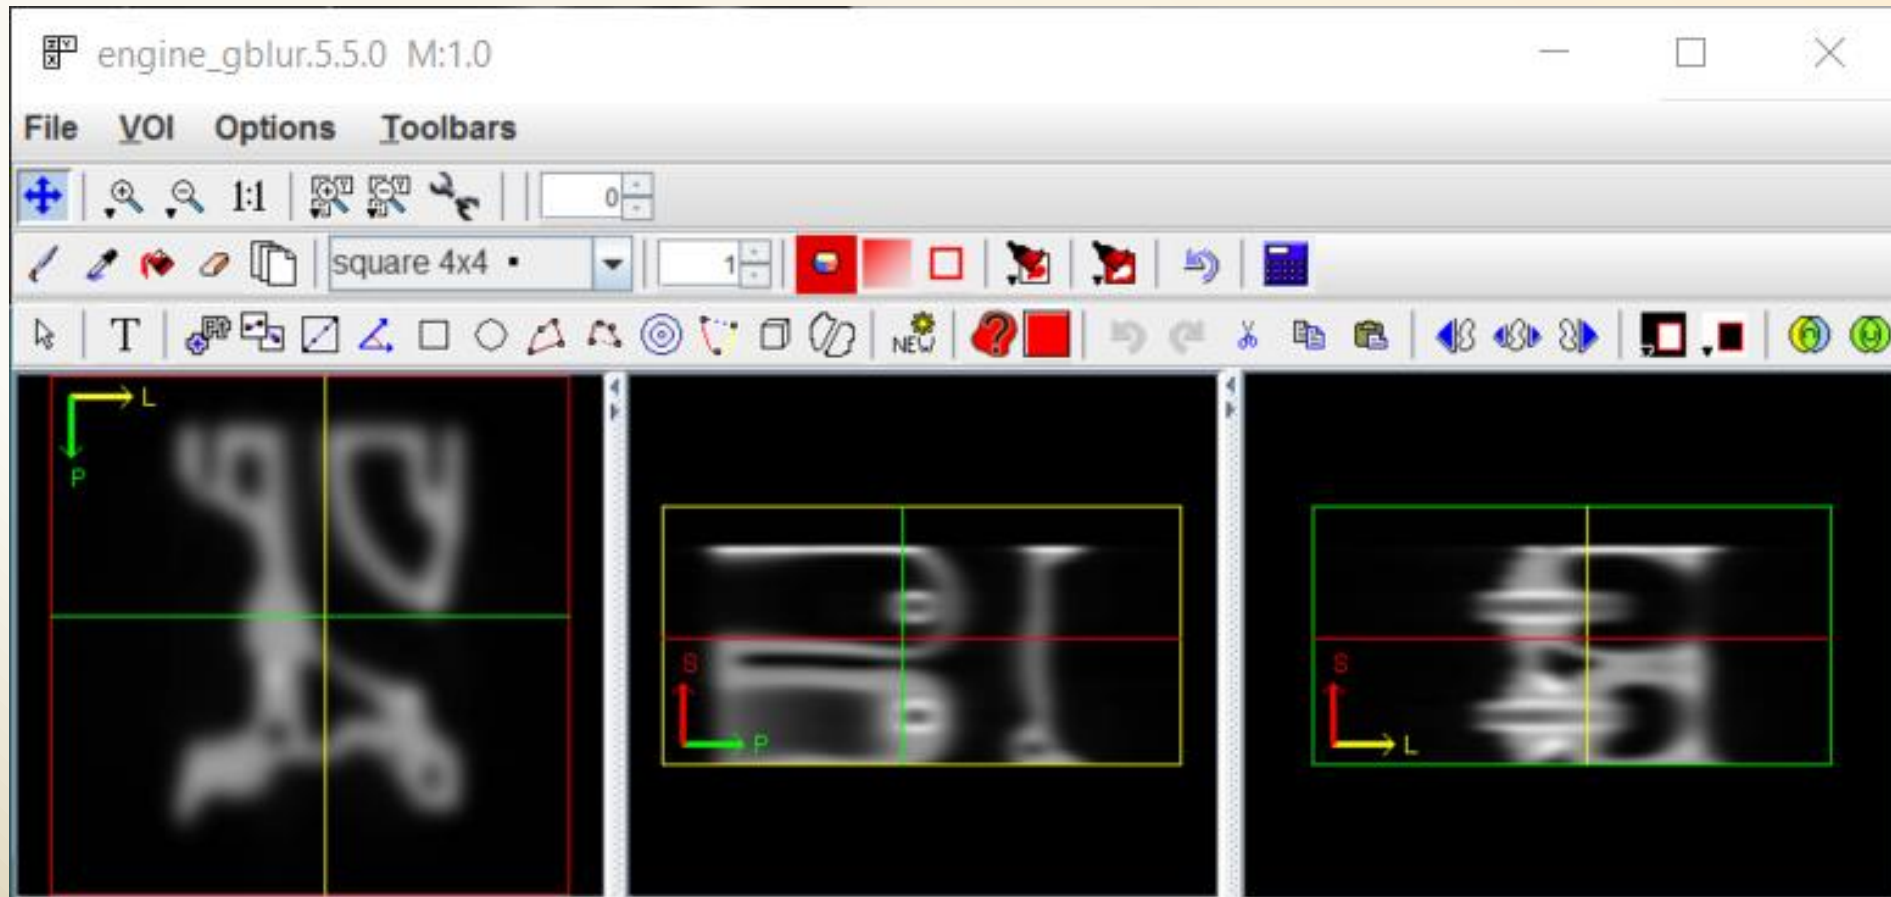 engine_gblur.5.5.0 M:1.0
File VOI Options Toolbars
1:1 0
square 4x4 1
T NEW
L
P
S
P
S
L